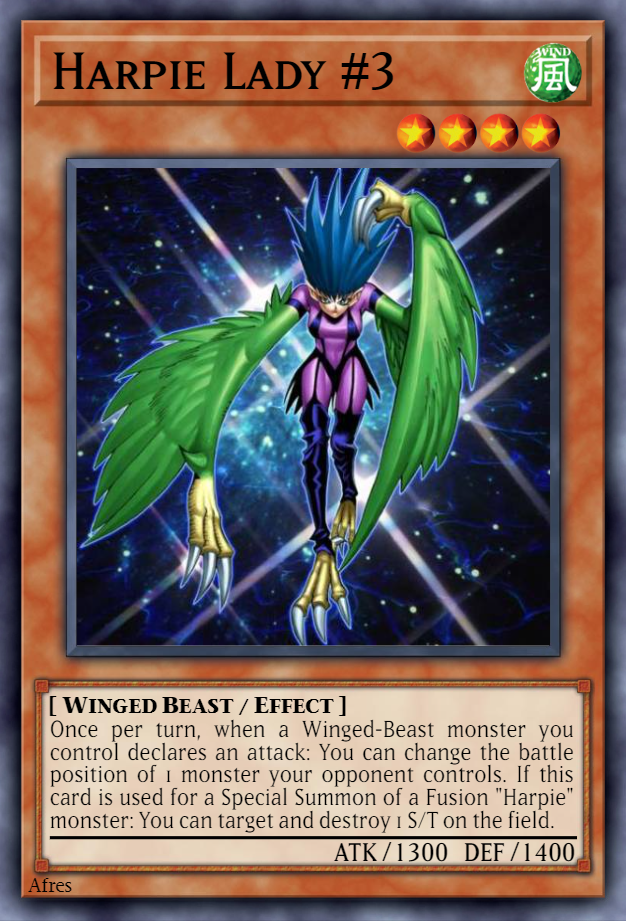 Harpie Lady #3
WIND
風
[ Winged Beast / Effect ]
Once per turn, when a Winged-Beast monster you
control declares an attack: You can change the battle
position of 1 monster your opponent controls. If this
card is used for a Special Summon of a Fusion "Harpie"
monster: You can target and destroy 1 S/T on the field.
ATK/1300 DEF/1400
Afres